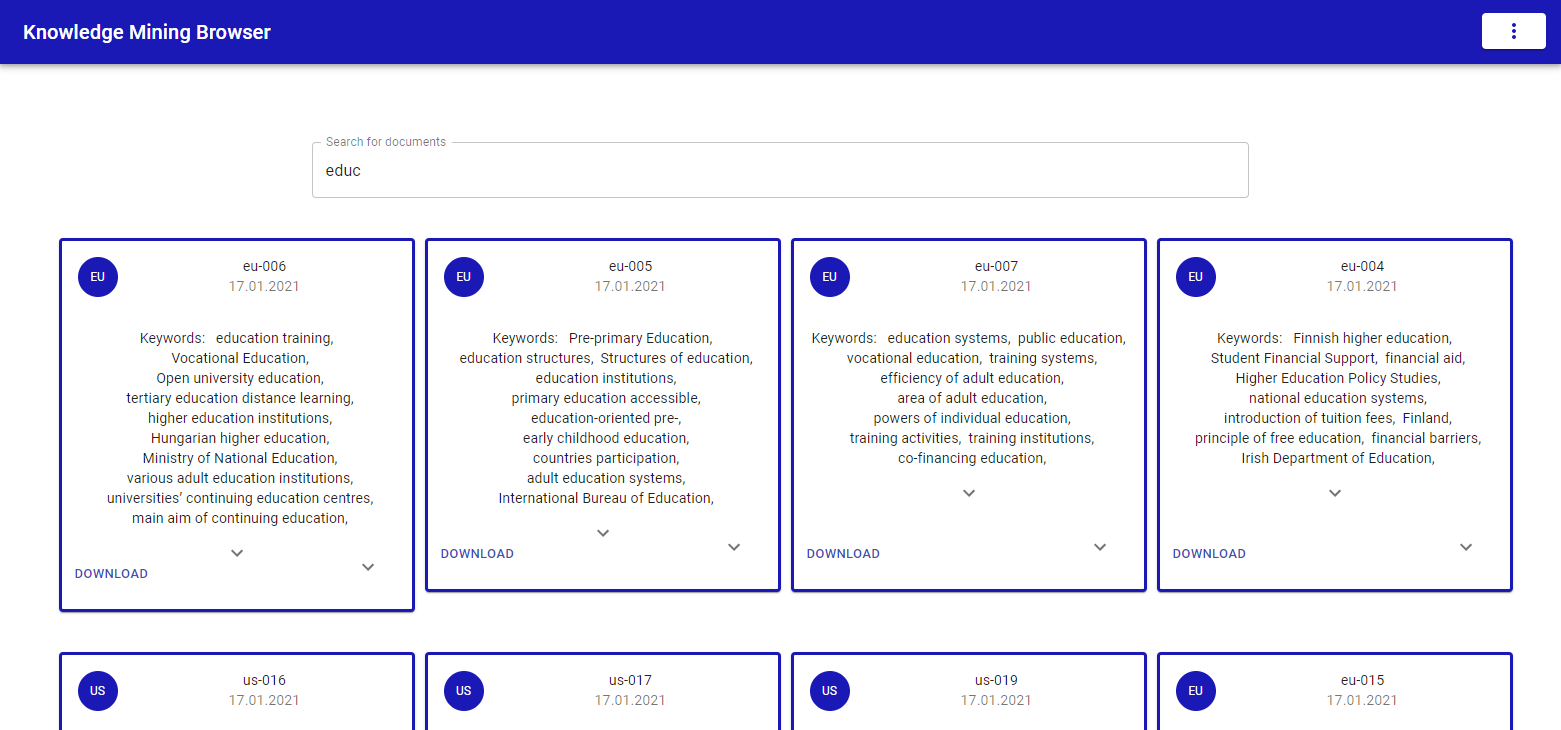 Knowledge Mining Browser
Search for documents
educ
EU
eu-006
17.01.2021
Keywords: education training,
Vocational Education,
Open university education,
tertiary education distance learning,
higher education institutions,
Hungarian higher education,
Ministry of National Education,
various adult education institutions,
universities' continuing education centres,
main aim of continuing education,
DOWNLOAD
EU
eu-005
17.01.2021
Keywords: Pre-primary Education,
education structures, Structures of education,
education institutions,
primary education accessible,
education-oriented pre-,
early childhood education,
countries participation,
adult education systems,
International Bureau of Education,
DOWNLOAD
EU
eu-007
17.01.2021
Keywords: education systems, public education,
vocational education, training systems,
efficiency of adult education,
area of adult education,
powers of individual education,
training activities, training institutions,
co-financing education,
DOWNLOAD
EU
eu-004
17.01.2021
Keywords: Finnish higher education,
Student Financial Support, financial aid,
Higher Education Policy Studies,
national education systems,
introduction of tuition fees, Finland,
principle of free education, financial barriers,
Irish Department of Education,
DOWNLOAD
US
us-016
17.01.2021
US
us-017
17.01.2021
US
us-019
17.01.2021
EU
eu-015
17.01.2021